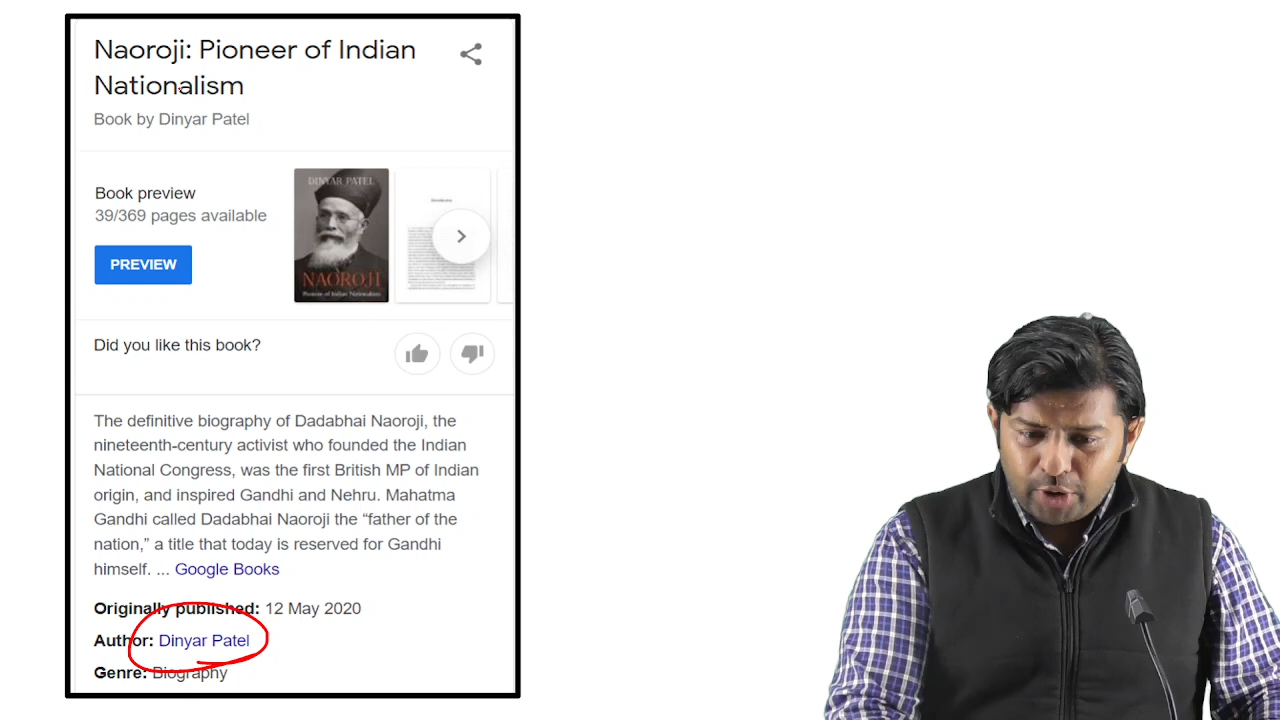 Naoroji: Pioneer of Indian
Nationalism
Book by Dinyar Patel
Book preview
39/369 pages available
PREVIEW
DINYAR PATEL
NAOROJI
Pioneer of Indian Nationalism
Did you like this book?
The definitive biography of Dadabhai Naoroji, the
nineteenth-century activist who founded the Indian
National Congress, was the first British MP of Indian
origin, and inspired Gandhi and Nehru. Mahatma
Gandhi called Dadabhai Naoroji the “father of the
nation,” a title that today is reserved for Gandhi
himself. ... Google Books
Originally published: 12 May 2020
Author: Dinyar Patel
Genre: Biography